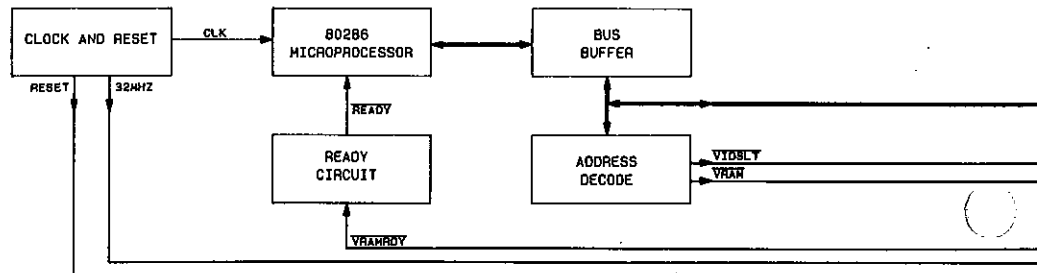 CLOCK AND RESET
CLK
80286
MICROPROCESSOR
BUS
BUFFER
RESET
32MHZ
READY
READY
CIRCUIT
ADDRESS
DECODE
VIDSLT
VRAM
VRAMRDY